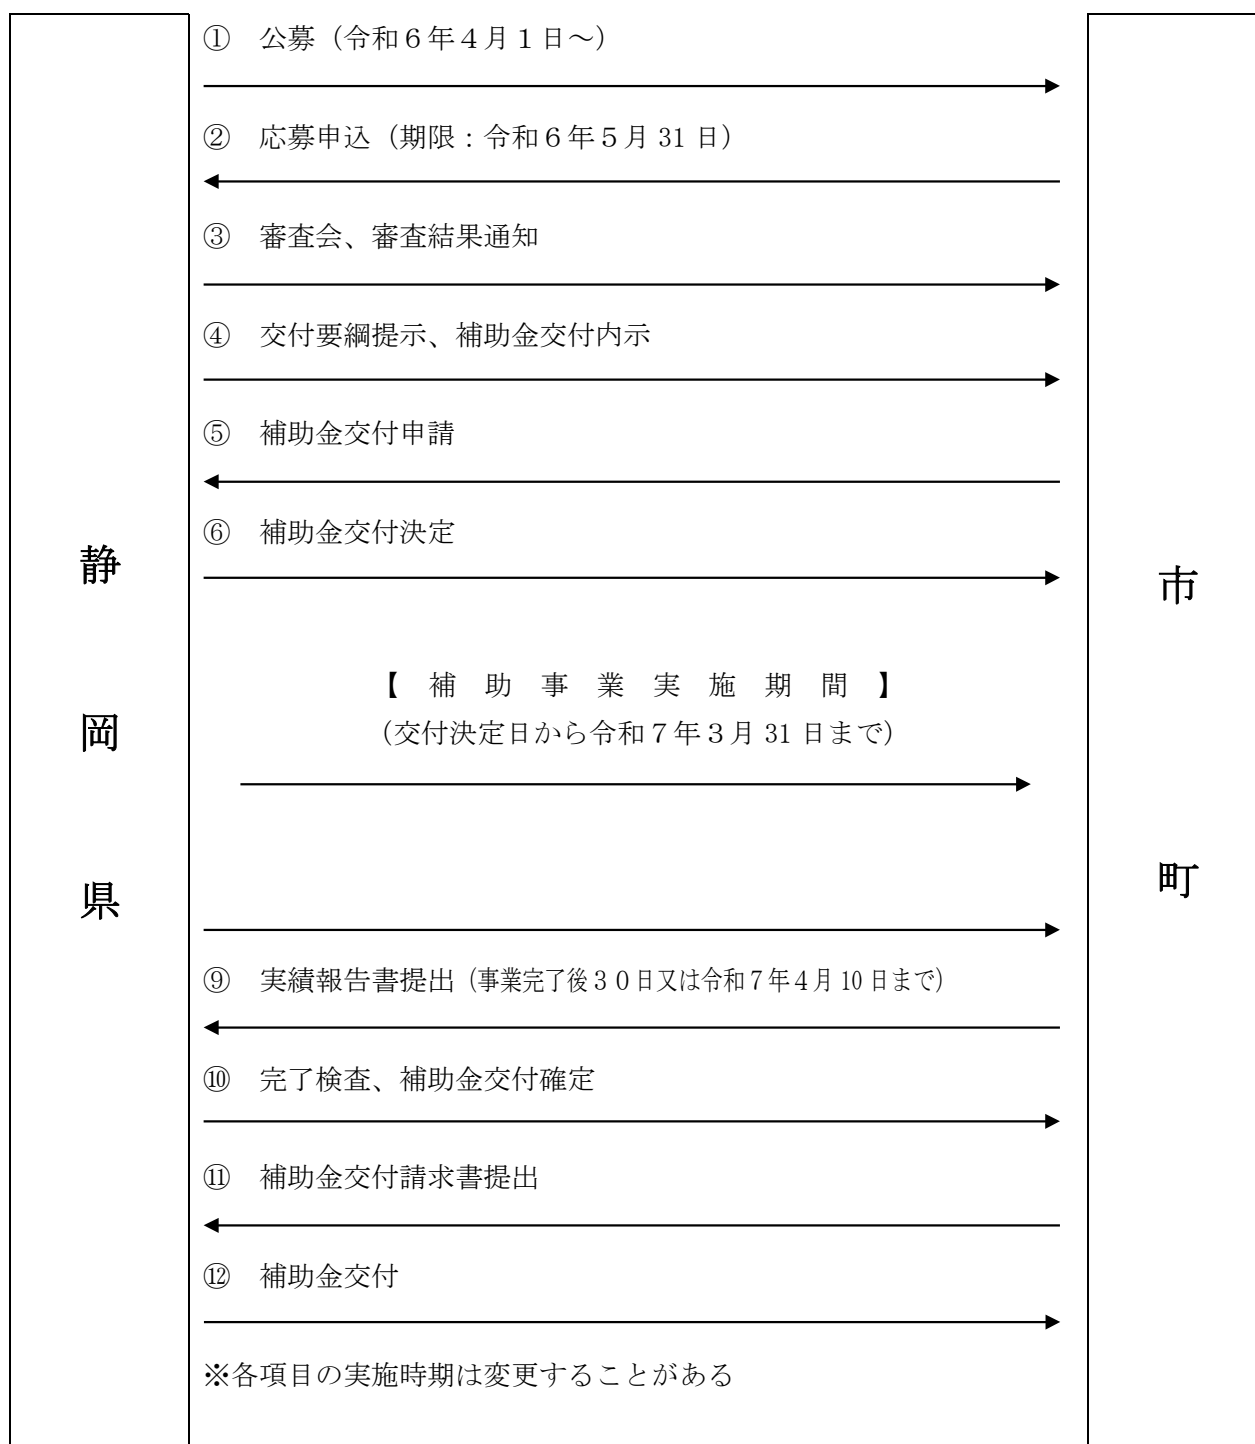 ① 公募（令和６年４月１日～）
② 応募申込（期限：令和６年５月 31 日）
③ 審査会、審査結果通知
④ 交付要綱提示、補助金交付内示
⑤ 補助金交付申請
⑥ 補助金交付決定
静岡県
市町
【 補 助 事 業 実 施 期 間 】
（交付決定日から令和７年３月 31 日まで）
⑨ 実績報告書提出（事業完了後３０日又は令和７年４月 10 日まで）
⑩ 完了検査、補助金交付確定
⑪ 補助金交付請求書提出
⑫ 補助金交付
※各項目の実施時期は変更することがある